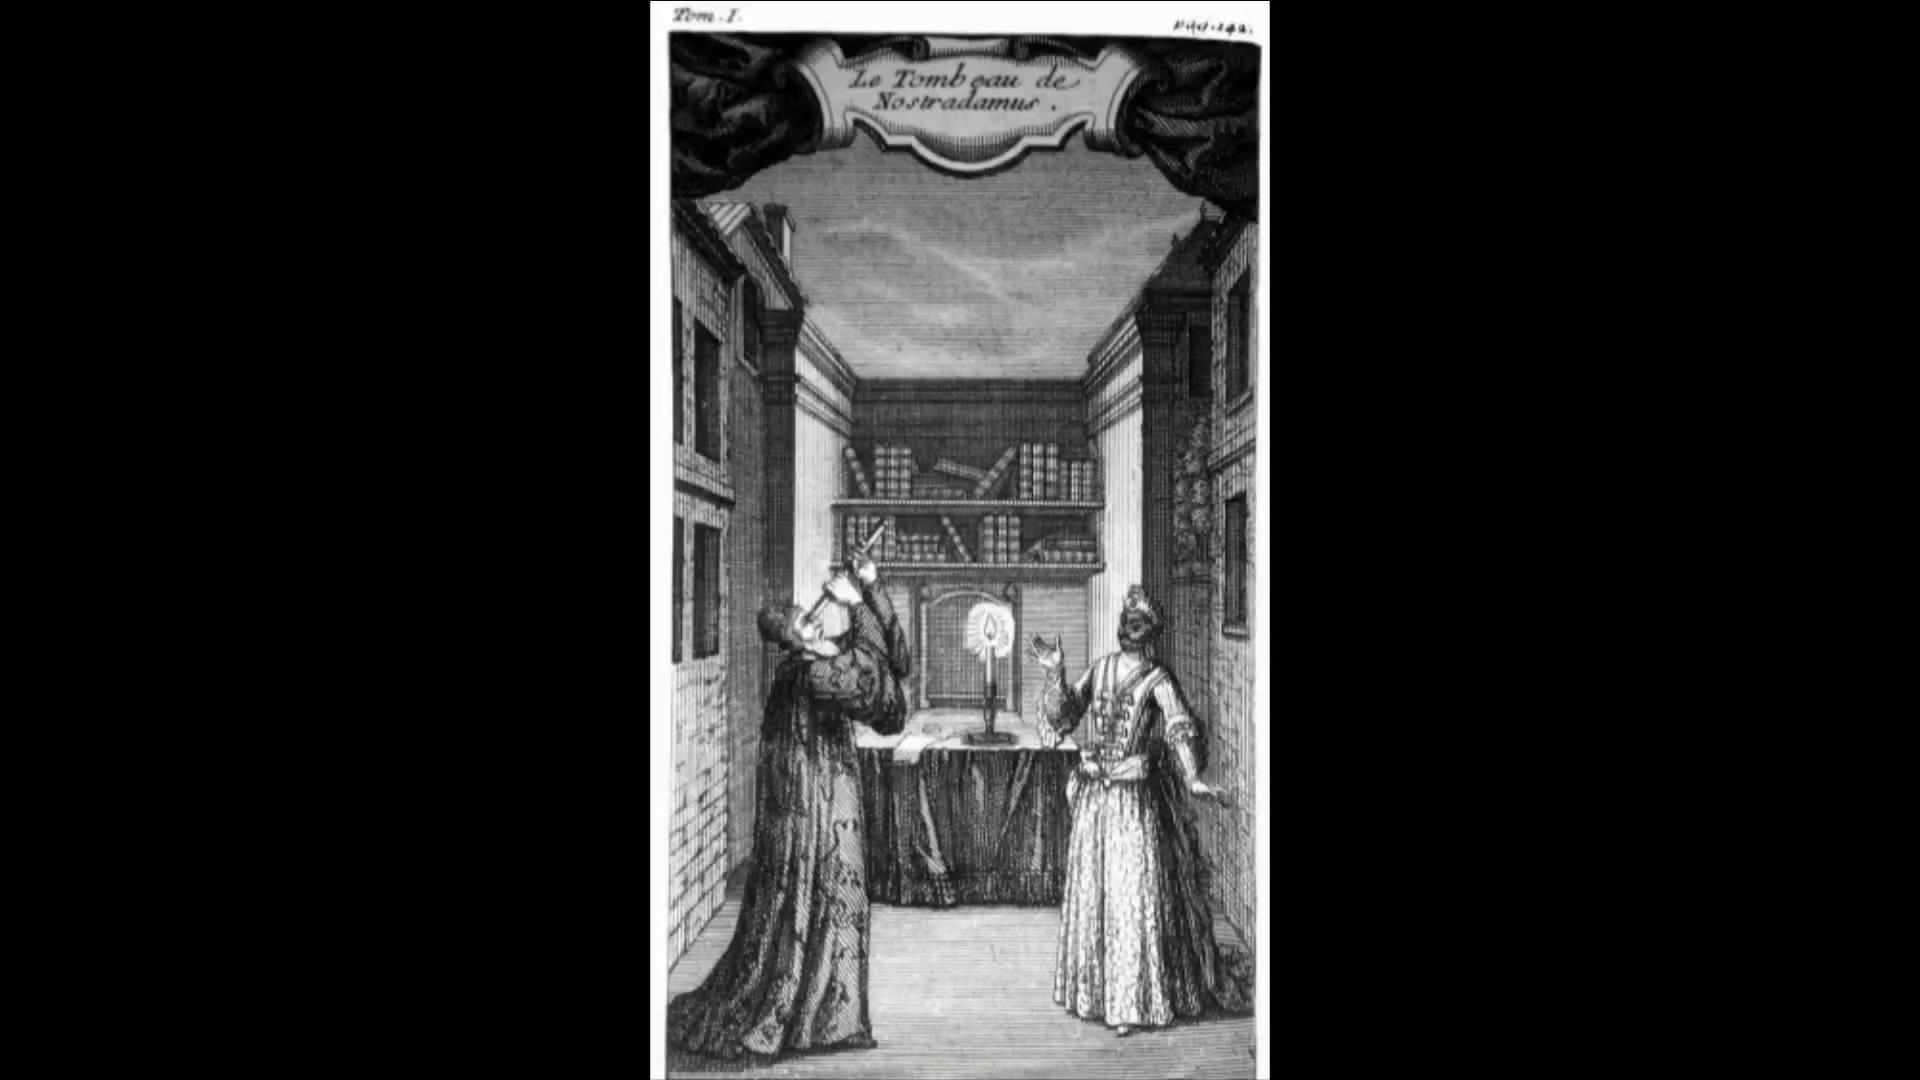 Tom. I.
Le Tombeau de
Nostradamus.